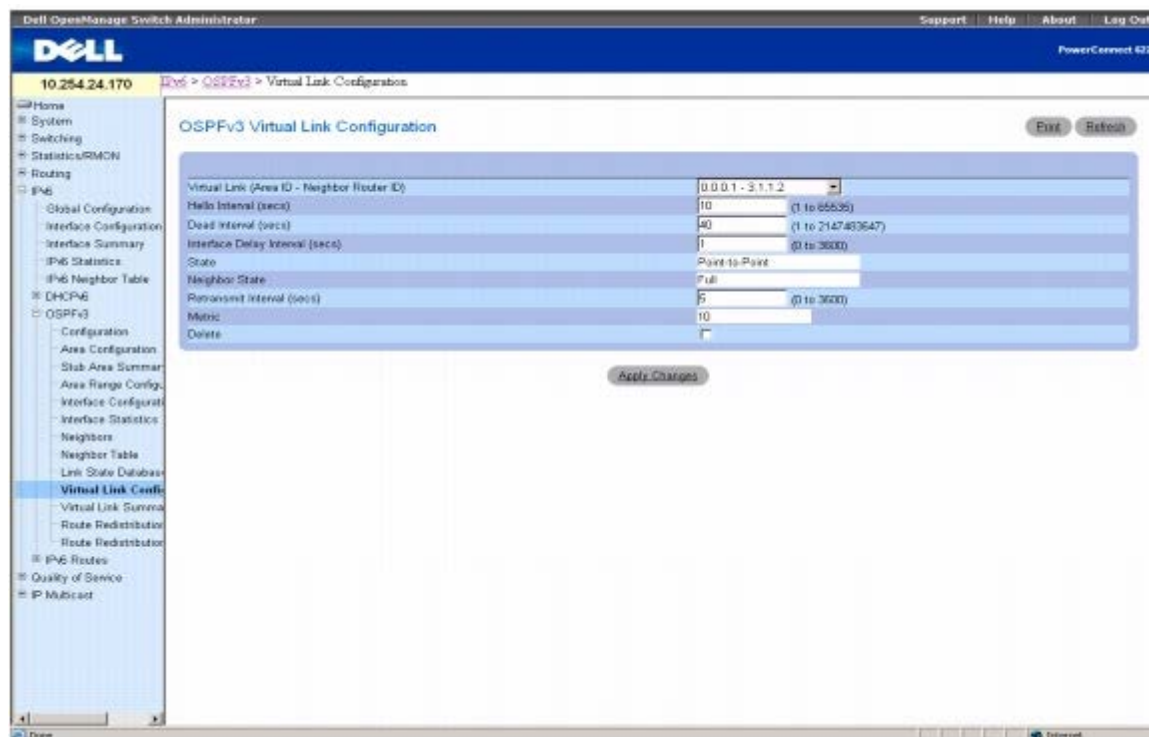 Dell OpenManage Switch Administrator
Support Help About Log Out
DELL
PowerConnect 622
10.254.24.170
IPv6 > OSPFv3 > Virtual Link Configuration
Home
System
Switching
Statistics/RMON
Routing
IPv6
Global Configuration
Interface Configuration
Interface Summary
IPv6 Statistics
IPv6 Neighbor Table
DHCPv6
OSPFv3
Configuration
Area Configuration
Stub Area Summar
Area Range Configu
Interface Configurati
Interface Statistics
Neighbors
Neighbor Table
Link State Databas
Virtual Link Confi
Virtual Link Summa
Route Redistribution
Route Redistribution
IPv6 Routes
Quality of Service
IP Multicast
OSPFv3 Virtual Link Configuration
Print Refresh
Virtual Link (Area ID - Neighbor Router ID) 0.0.0.1 - 3.1.1.2
Hello Interval (secs) 10 (1 to 65535)
Dead Interval (secs) 40 (1 to 2147483647)
Interface Delay Interval (secs) 1 (0 to 3600)
State Point-to-Point
Neighbor State Full
Retransmit Interval (secs) 5 (0 to 3600)
Metric 10
Delete
Apply Changes
Done
Internet